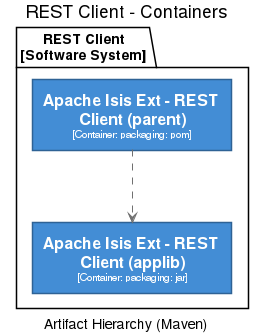 REST Client - Containers
REST Client
[Software System]
Apache Isis Ext - REST
Client (parent)
[Container: packaging: pom]
Apache Isis Ext - REST
Client (applib)
[Container: packaging: jar]
Artifact Hierarchy (Maven)